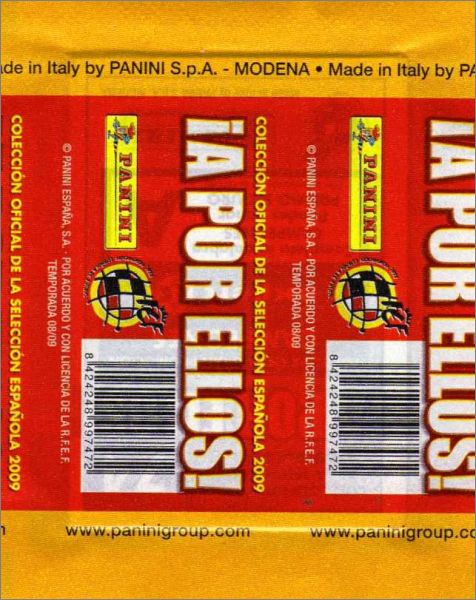 de in Italy by PANINI S.p.A. - MODENA • Made in Italy by PA
COLECCIÓN OFICIAL DE LA SELECCIÓN ESPAÑOLA 2009
PANINI
© PANINI ESPAÑA, S.A. - POR ACUERDO Y CON LICENCIA DE LA R.F.E.F.
TEMPORADA 08/09
8424248997472
¡A POR ELLOS!
COLECCIÓN OFICIAL DE LA SELECCIÓN ESPAÑOLA 2009
PANINI
© PANINI ESPAÑA, S.A. - POR ACUERDO Y CON LICENCIA DE LA R.F.E.F.
TEMPORADA 08/09
8424248997472
¡A POR ELLOS!
m www.paninigroup.com www.paninigroup.co